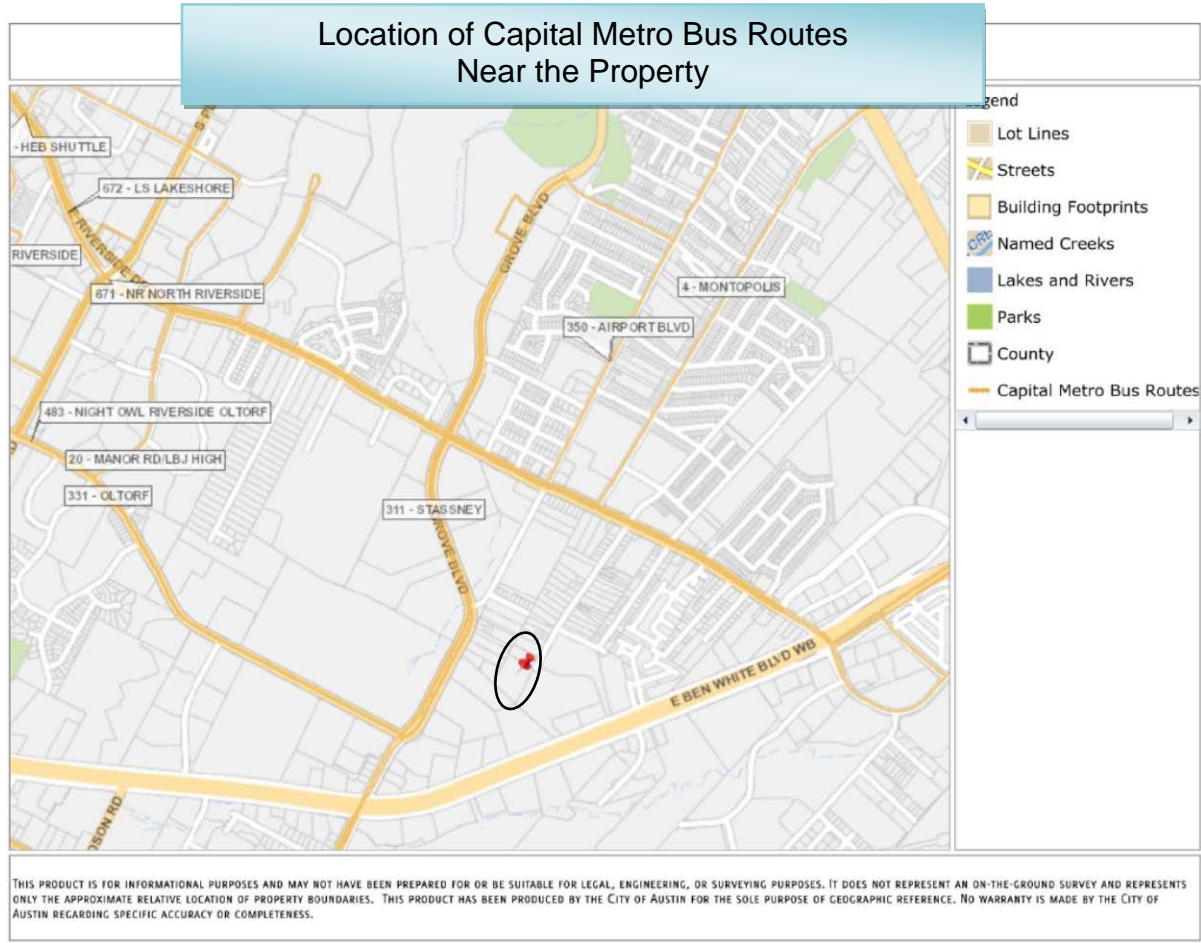 Location of Capital Metro Bus Routes
Near the Property
Legend
Lot Lines
Streets
Building Footprints
Named Creeks
Lakes and Rivers
Parks
County
Capital Metro Bus Routes
- HEB SHUTTLE
672 - LS LAKESHORE
RIVERSIDE
E RIVERSIDE DR
671 - NR NORTH RIVERSIDE
GROVE BLVD
4 - MONTOPOLIS
350 - AIRPORT BLVD
483 - NIGHT OWL RIVERSIDE OLTORF
20 - MANOR RD/LBJ HIGH
331 - OLTORF
311 - STASSNEY
GROVE BLVD
E BEN WHITE BLVD WB
THIS PRODUCT IS FOR INFORMATIONAL PURPOSES AND MAY NOT HAVE BEEN PREPARED FOR OR BE SUITABLE FOR LEGAL, ENGINEERING, OR SURVEYING PURPOSES. IT DOES NOT REPRESENT AN ON-THE-GROUND SURVEY AND REPRESENTS
ONLY THE APPROXIMATE RELATIVE LOCATION OF PROPERTY BOUNDARIES. THIS PRODUCT HAS BEEN PRODUCED BY THE CITY OF AUSTIN FOR THE SOLE PURPOSE OF GEOGRAPHIC REFERENCE. NO WARRANTY IS MADE BY THE CITY OF
AUSTIN REGARDING SPECIFIC ACCURACY OR COMPLETENESS.